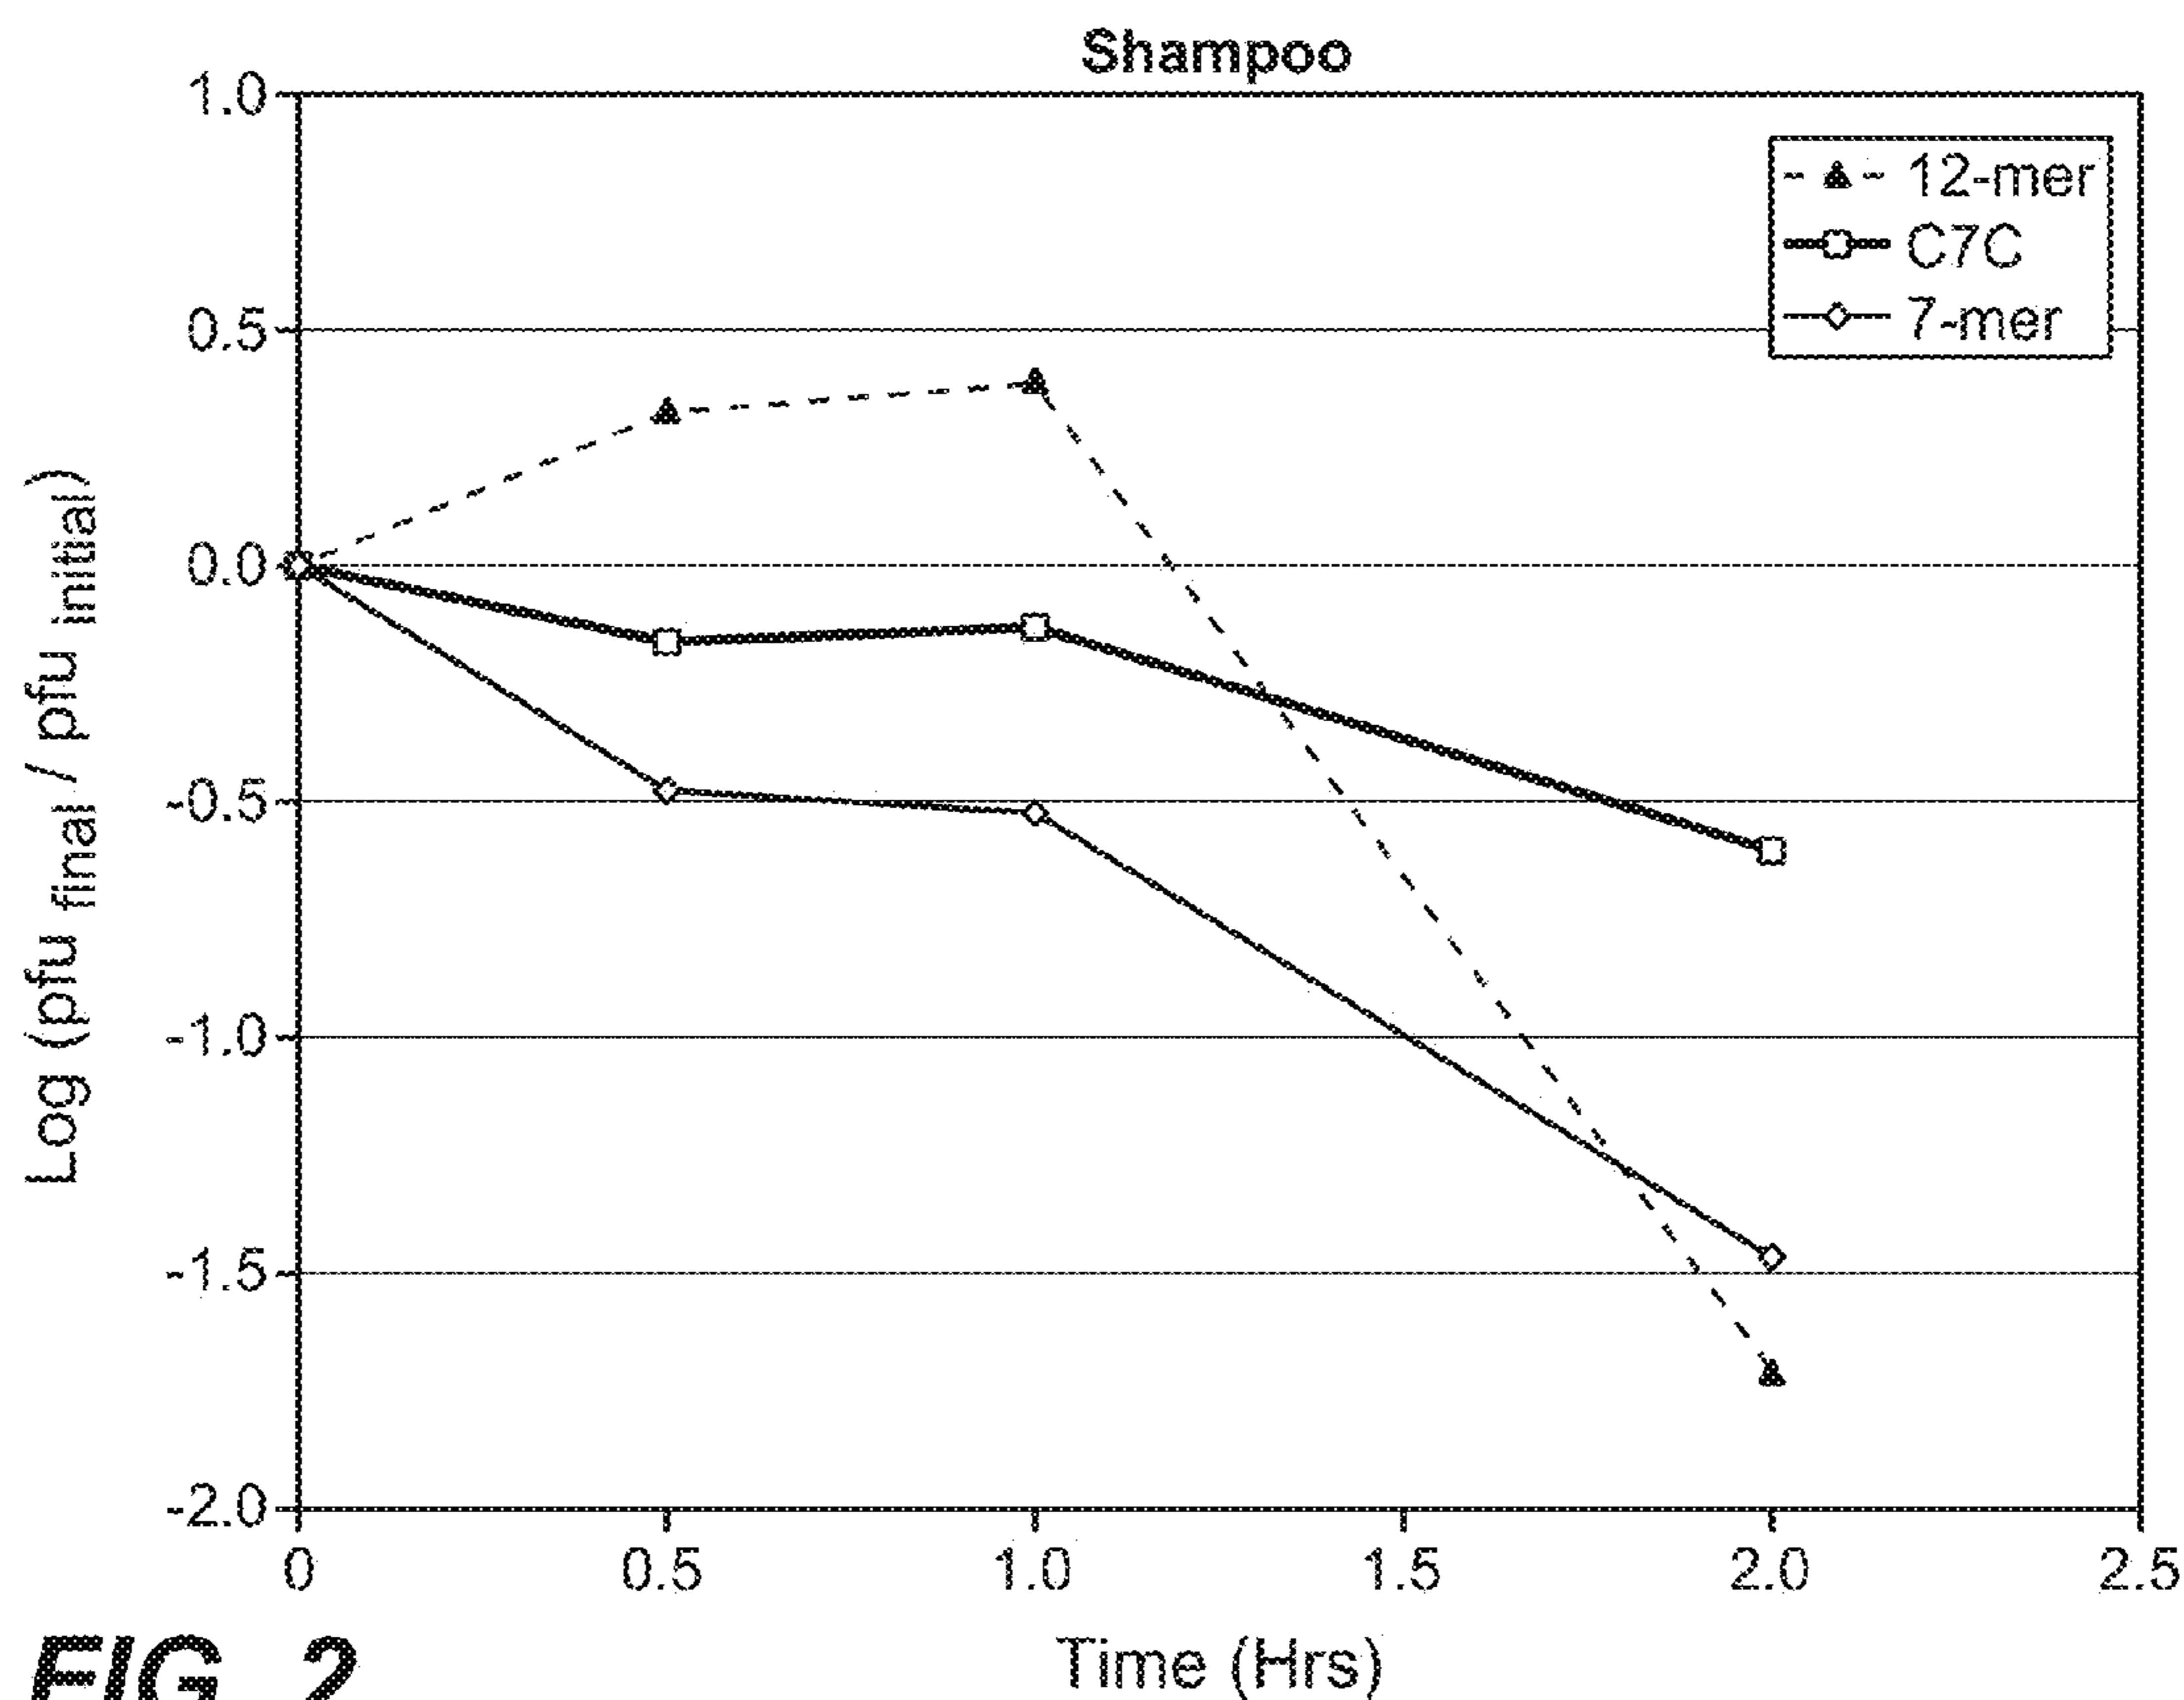 Shampoo
1.0
0.5
0.0
-0.5
-1.0
-1.5
-2.0
Log (pfu final / pfu initial)
12-mer
C7C
7-mer
0 0.5 1.0 1.5 2.0 2.5
Time (Hrs)
FIG. 2